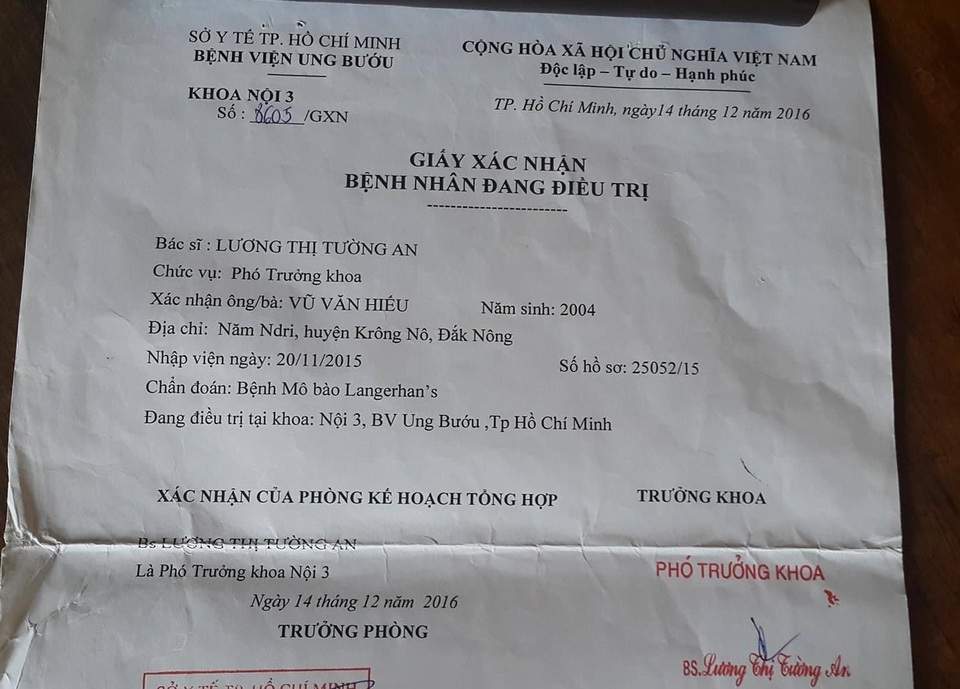 SỞ Y TẾ TP. HỒ CHÍ MINH
BỆNH VIỆN UNG BƯỚU
KHOA NỘI 3
Số : 8605 /GXN
CỘNG HÒA XÃ HỘI CHỦ NGHĨA VIỆT NAM
Độc lập – Tự do – Hạnh phúc
TP. Hồ Chí Minh, ngày14 tháng 12 năm 2016
GIẤY XÁC NHẬN
BỆNH NHÂN ĐANG ĐIỀU TRỊ
Bác sĩ : LƯƠNG THỊ TƯỜNG AN
Chức vụ: Phó Trưởng khoa
Xác nhận ông/bà: VŨ VĂN HIẾU Năm sinh: 2004
Địa chỉ: Năm Ndri, huyện Krông Nô, Đắk Nông
Nhập viện ngày: 20/11/2015 Số hồ sơ: 25052/15
Chẩn đoán: Bệnh Mô bào Langerhan's
Đang điều trị tại khoa: Nội 3, BV Ung Bướu ,Tp Hồ Chí Minh
XÁC NHẬN CỦA PHÒNG KẾ HOẠCH TỔNG HỢP TRƯỞNG KHOA
Bs LƯƠNG THỊ TƯỜNG AN
Là Phó Trưởng khoa Nội 3
Ngày 14 tháng 12 năm 2016
TRƯỞNG PHÒNG
PHÓ TRƯỞNG KHOA
BS. Lương Thị Tường An
SỞ Y TẾ TP. HỒ CHÍ MINH